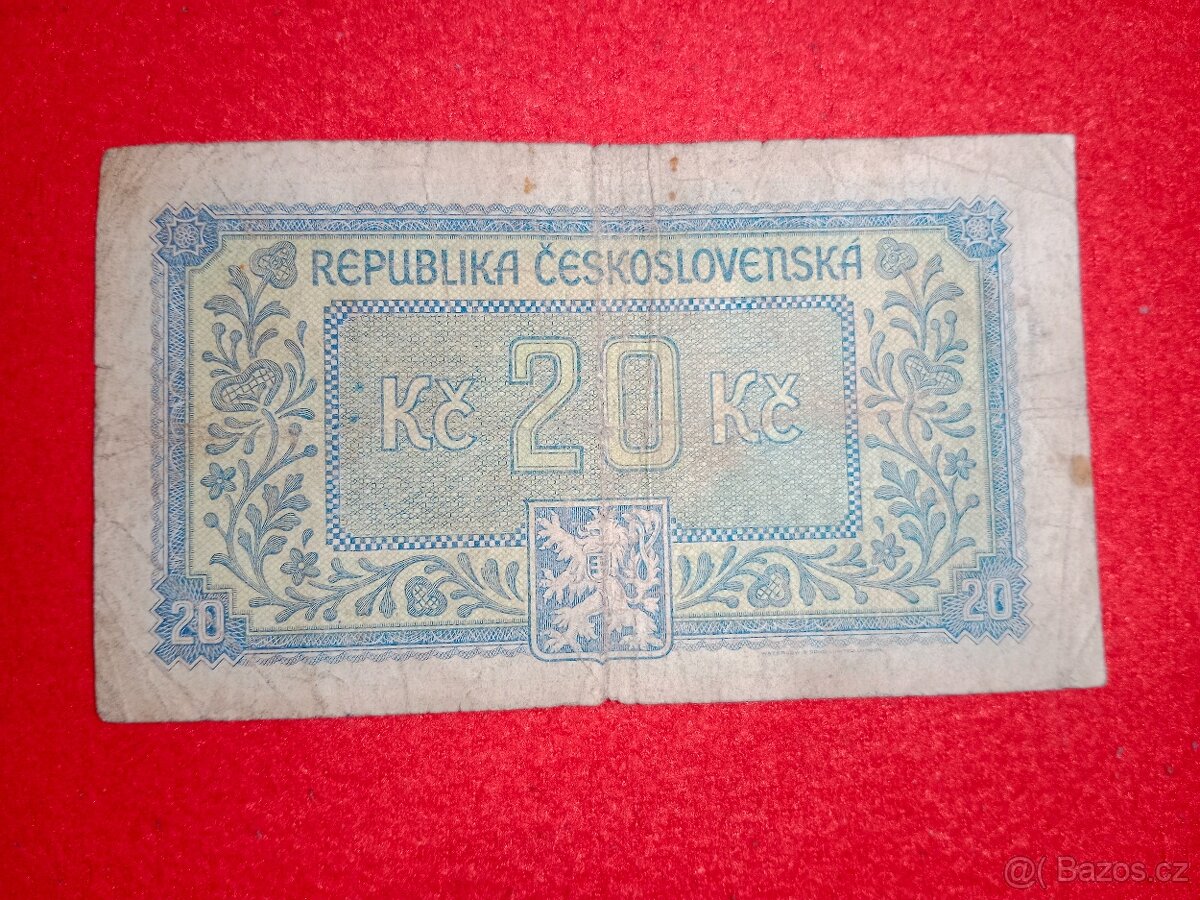 REPUBLIKA ČESKOSLOVENSKÁ
Kč 20 Kč
20 20
@( Bazos.cz